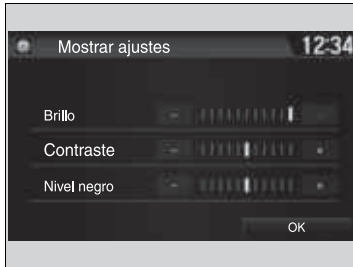 Mostrar ajustes
12:34
Brillo
Contraste
Nivel negro
OK